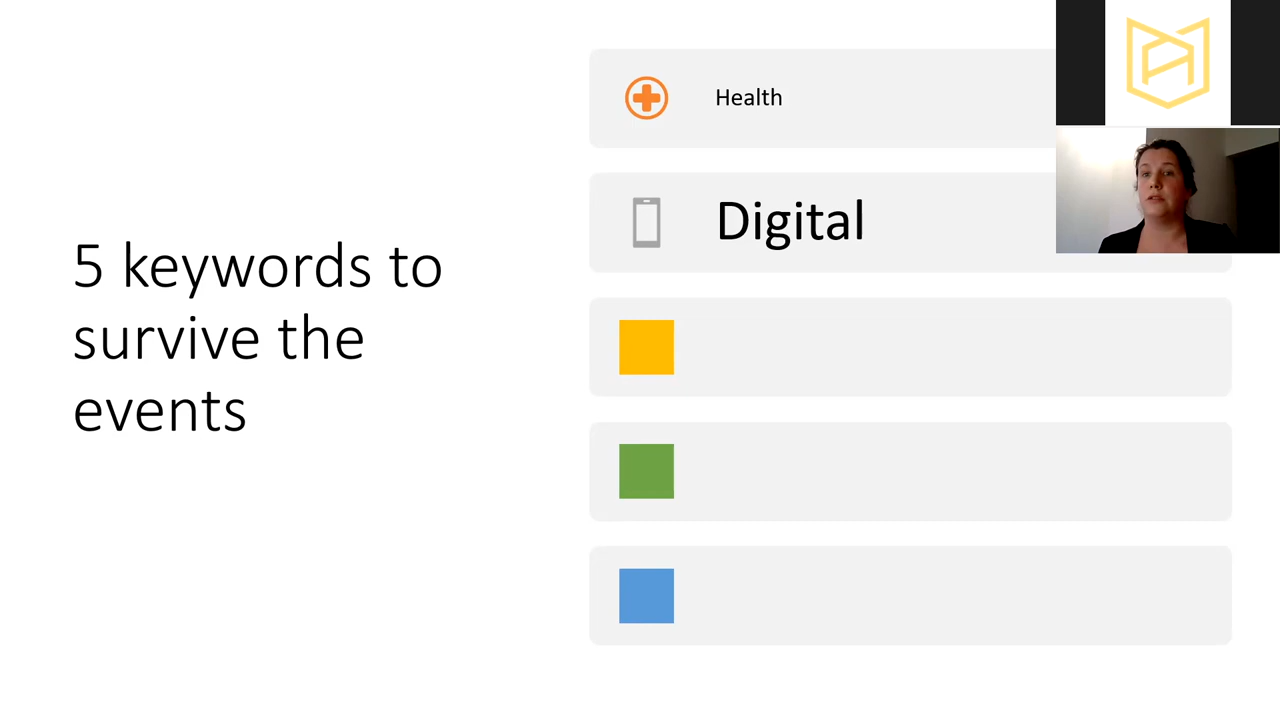 5 keywords to
survive the
events
Health
Digital